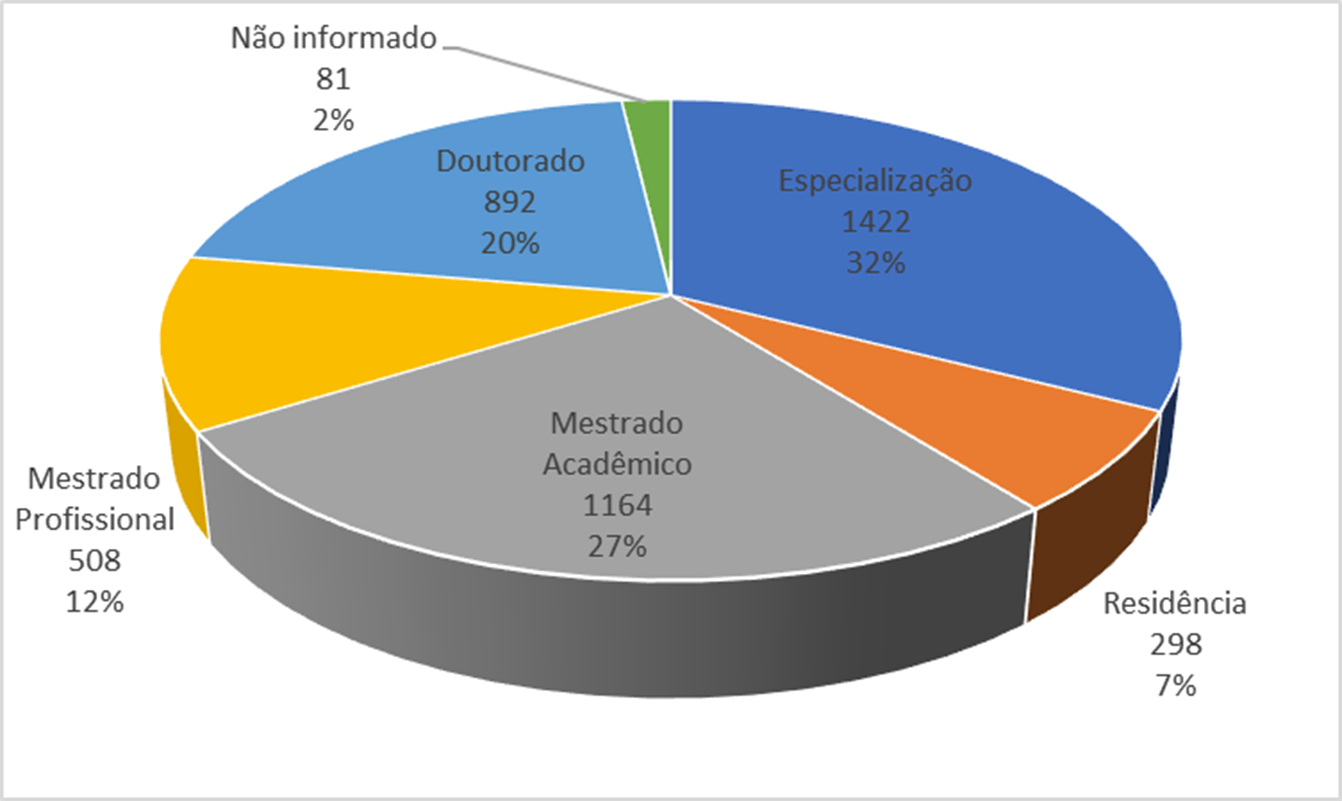 Não informado
81
2%
Doutorado
892
20%
Especialização
1422
32%
Mestrado
Acadêmico
1164
27%
Mestrado
Profissional
508
12%
Residência
298
7%